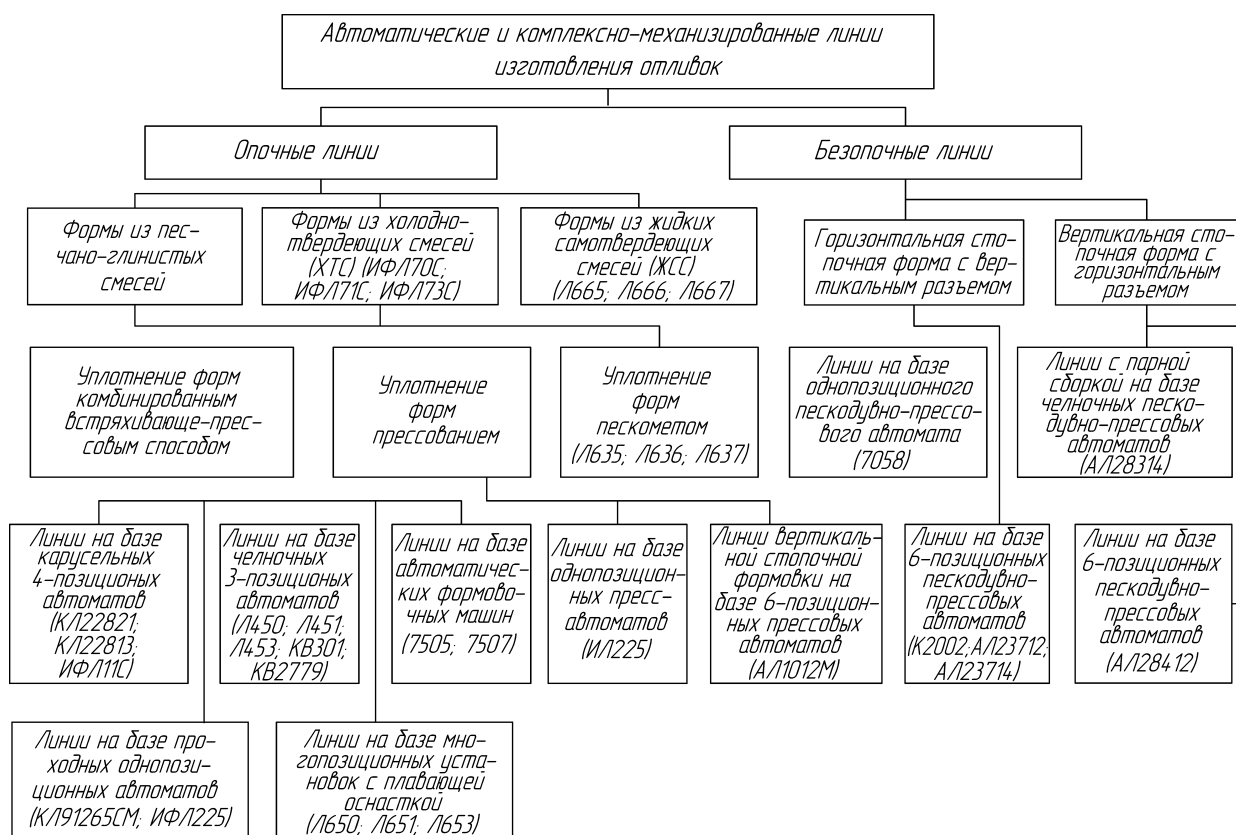 Автоматические и комплексно-механизированные линии
изготовления отливок
Опочные линии
Безопочные линии
Формы из пес-
чано-глинистых
смесей
Формы из холодно-
твердеющих смесей
(ХТС) (ИФЛ70С;
ИФЛ71С; ИФЛ73С)
Формы из жидких
самотвердеющих
смесей (ЖСС)
(Л665; Л666; Л667)
Горизонтальная сто-
почная форма с вер-
тикальным разъемом
Вертикальная сто-
почная форма с
горизонтальным
разъемом
Уплотнение форм
комбинированным
встряхивающе-прес-
совым способом
Уплотнение
форм
прессованием
Уплотнение
форм
пескометом
(Л635; Л636; Л637)
Линии на базе
однопозиционного
пескодувно-прессо-
вого автомата
(7058)
Линии с парной
сборкой на базе
челночных песко-
дувно-прессовых
автоматов
(АЛ28314)
Линии на базе
карусельных
4-позиционых
автоматов
(КЛ22821;
КЛ22813;
ИФЛ11С)
Линии на базе
челночных
3-позиционых
автоматов
(Л450; Л451;
Л453; КВ301;
КВ2779)
Линии на базе
автоматичес-
ких формовоч-
ных машин
(7505; 7507)
Линии на базе
однопозицион-
ных пресс-
автоматов
(ИЛ225)
Линии вертикаль-
ной стопочной
формовки на
базе 6-позицион-
ных прессовых
автоматов
(АЛ1012М)
Линии на базе
6-позиционных
пескодувно-
прессовых
автоматов
(К2002;АЛ23712;
АЛ23714)
Линии на базе
6-позиционных
пескодувно-
прессовых
автоматов
(АЛ28412)
Линии на базе про-
ходных однопози-
ционных автоматов
(КЛ91265СМ; ИФЛ225)
Линии на базе мно-
гопозиционных уста-
новок с плавающей
оснасткой
(Л650; Л651; Л653)